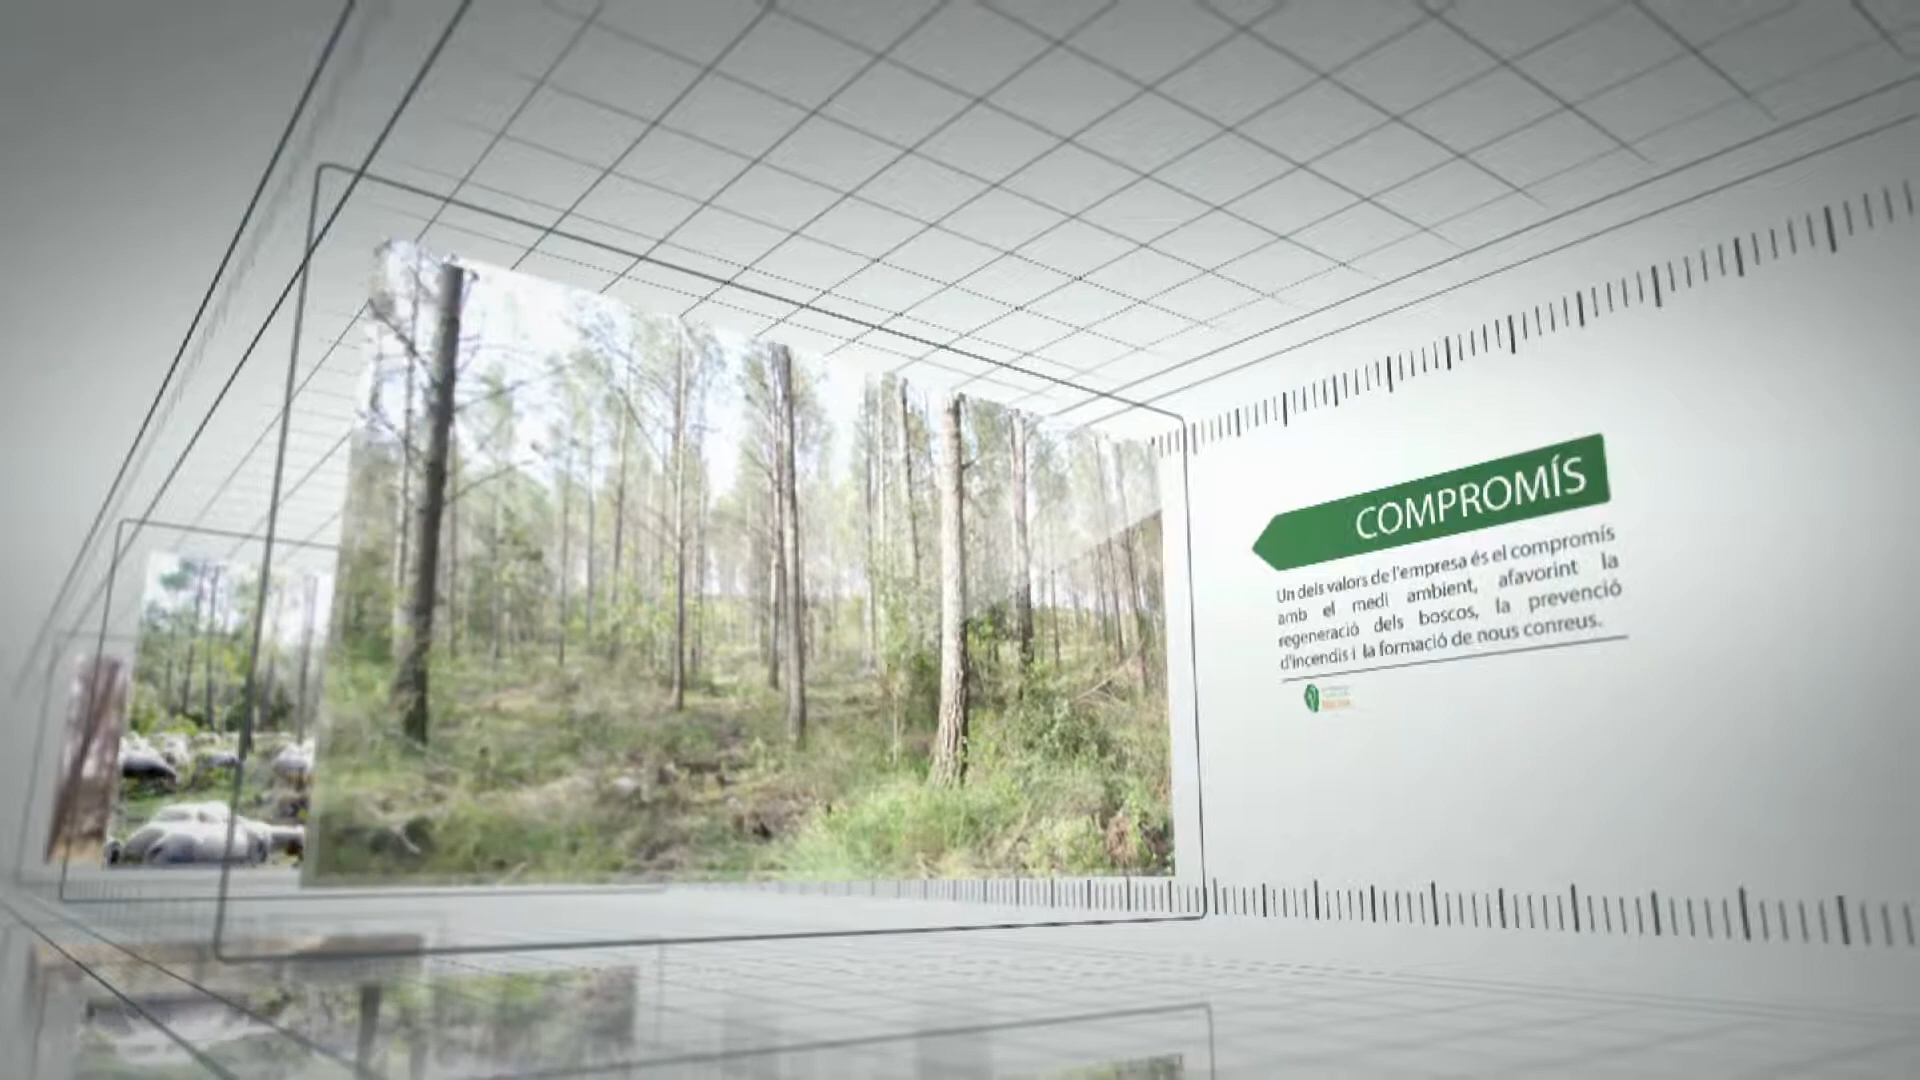 COMPROMÍS
Un dels valors de l'empresa és el compromís
amb el medi ambient, afavorint la
regeneració dels boscos, la prevenció
d'incendis i la formació de nous conreus.